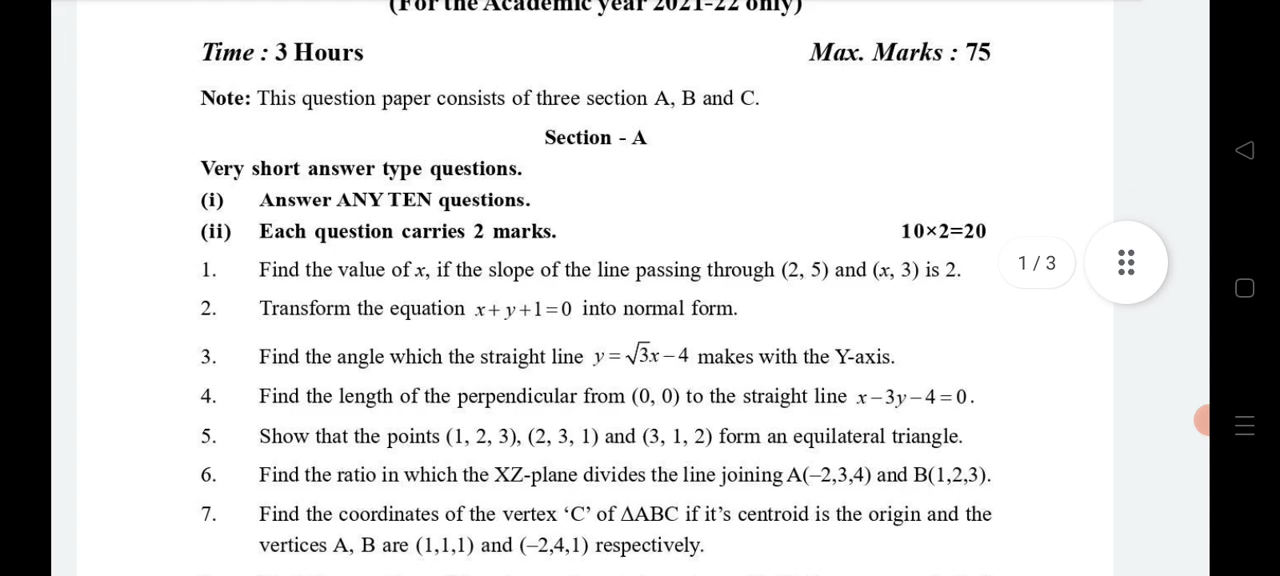 (For the Academic year 2021-22 only)
Time : 3 Hours Max. Marks : 75
Note: This question paper consists of three section A, B and C.
Section - A
Very short answer type questions.
(i) Answer ANY TEN questions.
(ii) Each question carries 2 marks. 10×2=20
1. Find the value of x, if the slope of the line passing through (2, 5) and (x, 3) is 2.
1 / 3
2. Transform the equation x+y+1=0 into normal form.
3. Find the angle which the straight line y=√3x−4 makes with the Y-axis.
4. Find the length of the perpendicular from (0, 0) to the straight line x−3y−4=0.
5. Show that the points (1, 2, 3), (2, 3, 1) and (3, 1, 2) form an equilateral triangle.
6. Find the ratio in which the XZ-plane divides the line joining A(−2,3,4) and B(1,2,3).
7. Find the coordinates of the vertex ‘C’ of ΔABC if it’s centroid is the origin and the
vertices A, B are (1,1,1) and (−2,4,1) respectively.